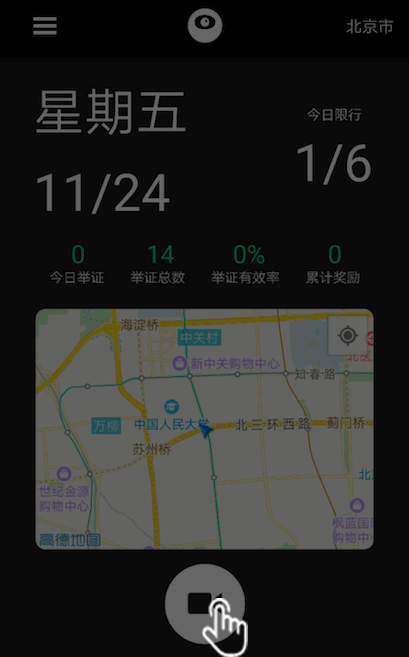 北京市
星期五
今日限行
11/24
1/6
0
14
0%
0
今日举证
举证总数
举证有效率
累计奖励
海淀桥
中关村
新中关购物中心
知春路
万柳
中国人民大学
北三环西路
蓟门桥
苏州桥
世纪金源
购物中心
枫蓝国际
购物中心
高德地图